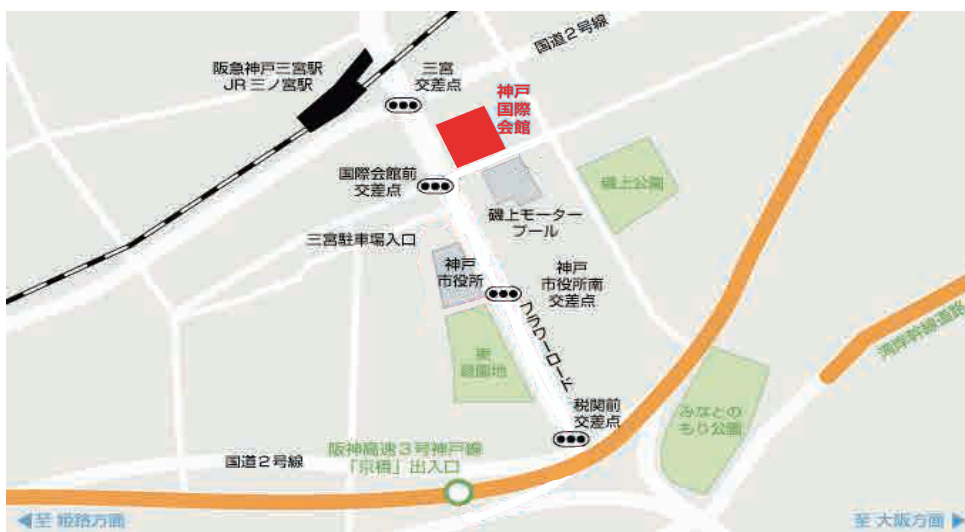 国道2号線
阪急神戸三宮駅
JR 三ノ宮駅
三宮
交差点
神戸
国際
会館
国際会館前
交差点
磯上公園
磯上モーター
プール
三宮駐車場入口
神戸
市役所
神戸
市役所南
交差点
フラワーロード
湾岸幹線道路
東
遊園地
税関前
交差点
みなとの
もり公園
阪神高速3号神戸線
「京橋」出入口
国道2号線
◀至 姫路方面
至 大阪方面 ▶